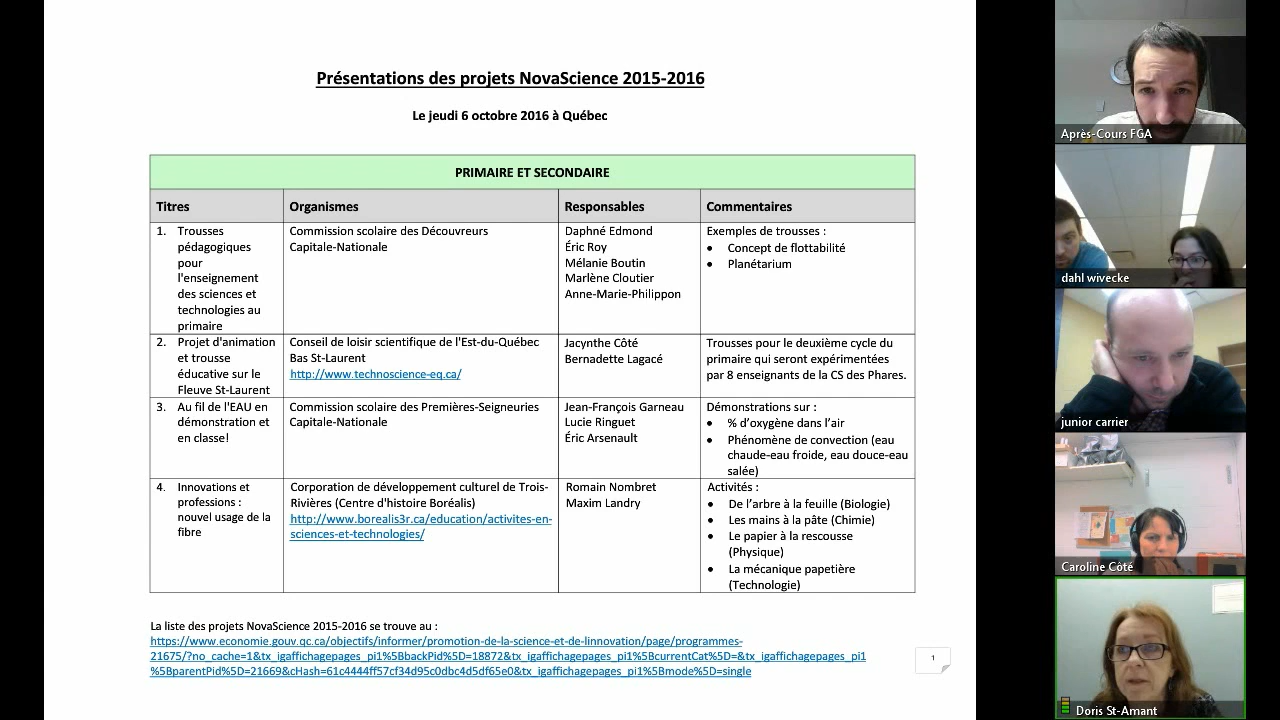 Présentations des projets NovaScience 2015-2016
Le jeudi 6 octobre 2016 à Québec
PRIMAIRE ET SECONDAIRE
Titres
Organismes
Responsables
Commentaires
1. Trousses
pédagogiques
pour
l'enseignement
des sciences et
technologies au
primaire
Commission scolaire des Découvreurs
Capitale-Nationale
Daphné Edmond
Éric Roy
Mélanie Boutin
Marlène Cloutier
Anne-Marie-Philippon
Exemples de trousses :
• Concept de flottabilité
• Planétarium
2. Projet d'animation
et trousse
éducative sur le
Fleuve St-Laurent
Conseil de loisir scientifique de l'Est-du-Québec
Bas St-Laurent
http://www.technoscience-eq.ca/
Jacynthe Côté
Bernadette Lagacé
Trousses pour le deuxième cycle du
primaire qui seront expérimentées
par 8 enseignants de la CS des Phares.
3. Au fil de l'EAU en
démonstration et
en classe!
Commission scolaire des Premières-Seigneuries
Capitale-Nationale
Jean-François Garneau
Lucie Ringuet
Éric Arsenault
Démonstrations sur :
• % d'oxygène dans l'air
• Phénomène de convection (eau
chaude-eau froide, eau douce-eau
salée)
4. Innovations et
professions :
nouvel usage de la
fibre
Corporation de développement culturel de Trois-
Rivières (Centre d'histoire Boréalis)
http://www.borealis3r.ca/education/activites-en-
sciences-et-technologies/
Romain Nombret
Maxim Landry
Activités :
• De l'arbre à la feuille (Biologie)
• Les mains à la pâte (Chimie)
• Le papier à la rescousse
(Physique)
• La mécanique papetière
(Technologie)
La liste des projets NovaScience 2015-2016 se trouve au :
https://www.economie.gouv.qc.ca/objectifs/informer/promotion-de-la-science-et-de-linnovation/page/programmes-
21675/?no_cache=1&tx_igaffichagepages_pi1%5BbackPid%5D=18872&tx_igaffichagepages_pi1%5BcurrentCat%5D=&tx_igaffichagepages_pi1
%5BparentPid%5D=21669&cHash=61c4444ff57cf34d95c0dbc4d5df65e0&tx_igaffichagepages_pi1%5Bmode%5D=single
1
Après-Cours FGA
dahl wivecke
junior carrier
Caroline Côté
Doris St-Amant